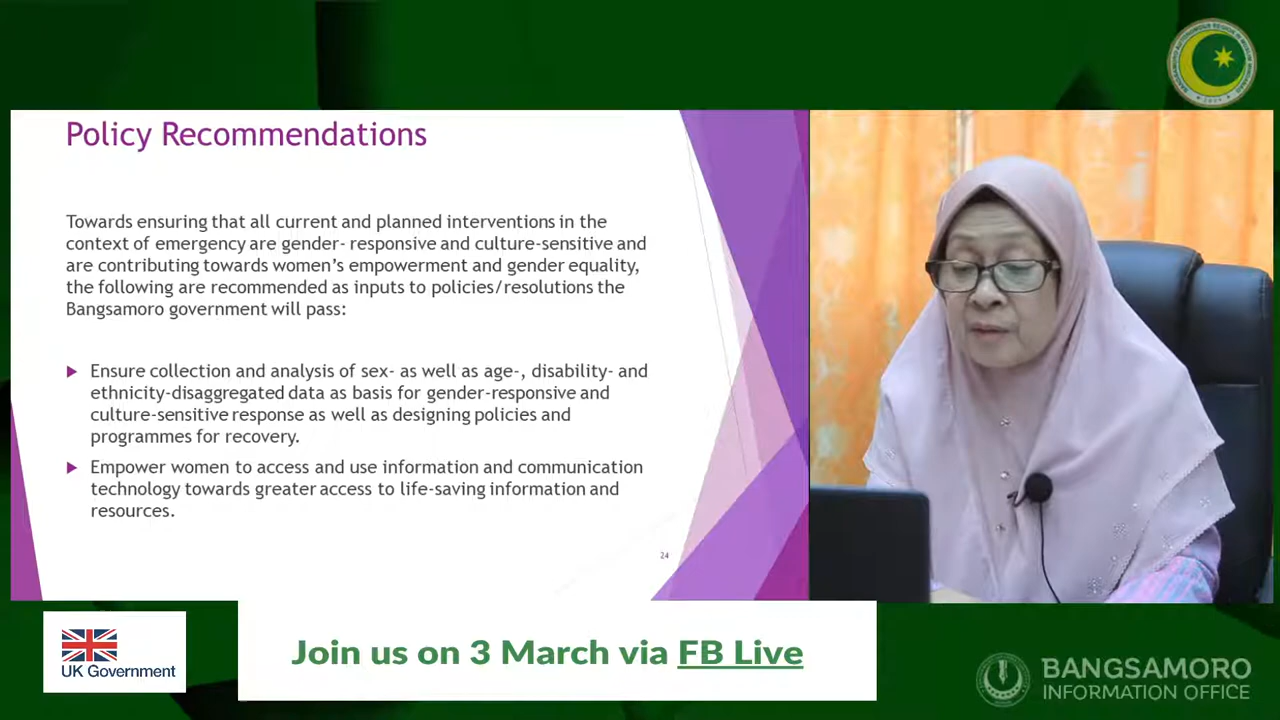 Policy Recommendations
Towards ensuring that all current and planned interventions in the
context of emergency are gender- responsive and culture-sensitive and
are contributing towards women's empowerment and gender equality,
the following are recommended as inputs to policies/resolutions the
Bangsamoro government will pass:
Ensure collection and analysis of sex- as well as age-, disability- and
ethnicity-disaggregated data as basis for gender-responsive and
culture-sensitive response as well as designing policies and
programmes for recovery.
Empower women to access and use information and communication
technology towards greater access to life-saving information and
resources.
24
UK Government
Join us on 3 March via FB Live
BANGSAMORO
INFORMATION OFFICE